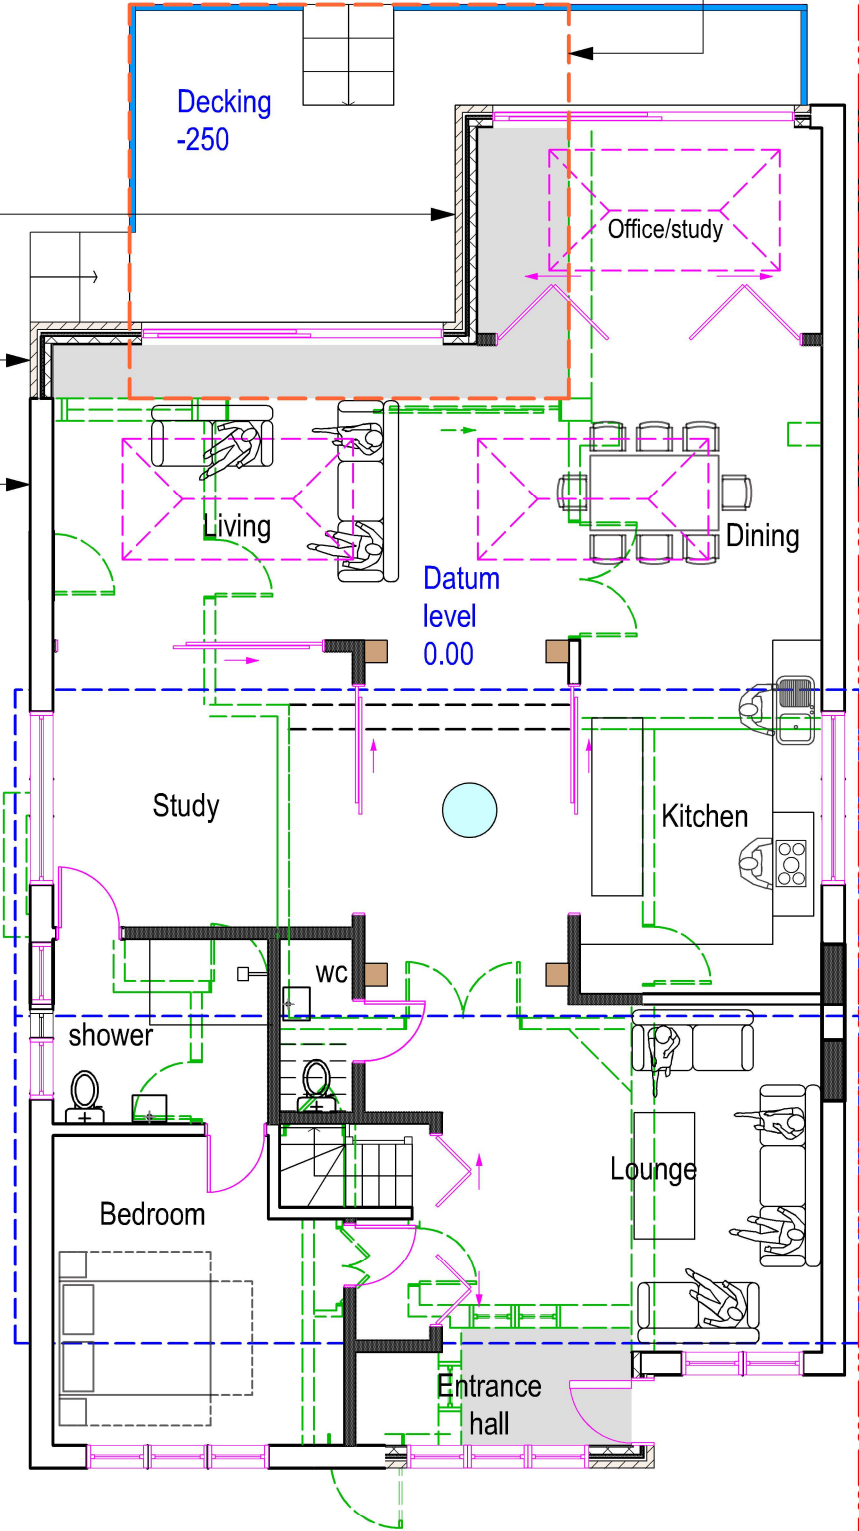 Decking
-250
Office/study
Living
Dining
Datum
level
0.00
Study
Kitchen
wc
shower
Lounge
Bedroom
Entrance
hall